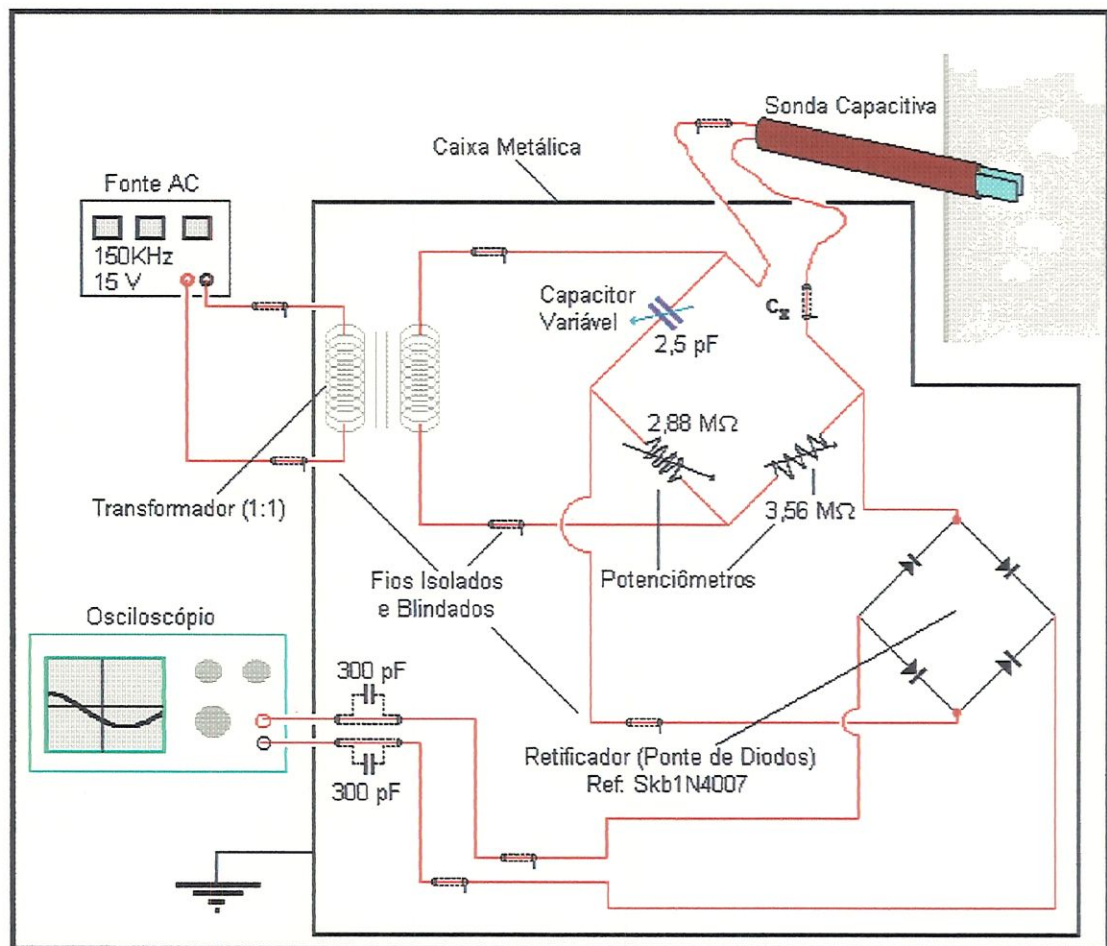 Sonda Capacitiva
Caixa Metálica
Fonte AC
150KHz
15 V
Capacitor
Variável
2,5 pF
2,88 MΩ
3,56 MΩ
Transformador (1:1)
Fios Isolados
e Blindados
Potenciômetros
Osciloscópio
300 pF
300 pF
Retificador (Ponte de Diodos)
Ref: Skb1N4007